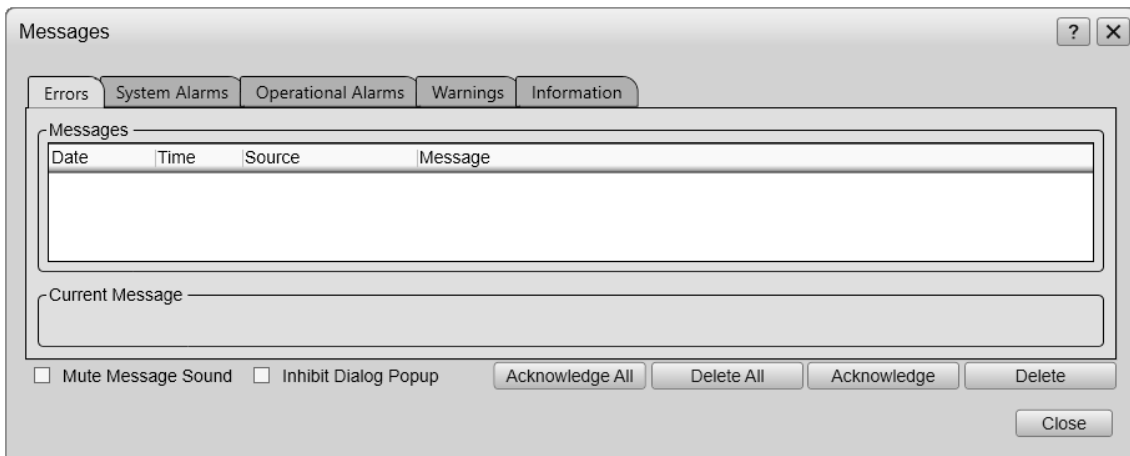 Messages ?
Errors System Alarms Operational Alarms Warnings Information
Messages
Date Time Source Message
Current Message
Mute Message Sound Inhibit Dialog Popup Acknowledge All Delete All Acknowledge Delete
Close